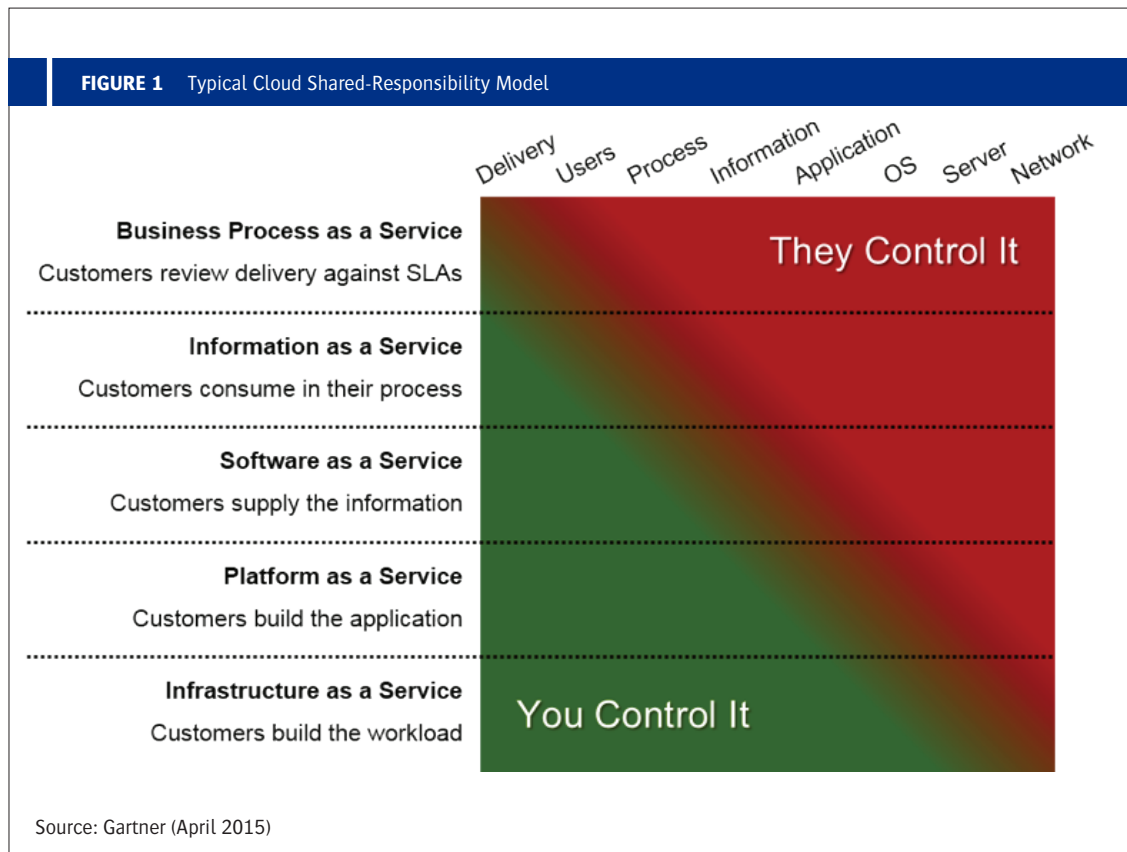 FIGURE 1 Typical Cloud Shared-Responsibility Model
Delivery Users Process Information Application OS Server Network
Business Process as a Service
Customers review delivery against SLAs
They Control It
Information as a Service
Customers consume in their process
Software as a Service
Customers supply the information
Platform as a Service
Customers build the application
Infrastructure as a Service
Customers build the workload
You Control It
Source: Gartner (April 2015)